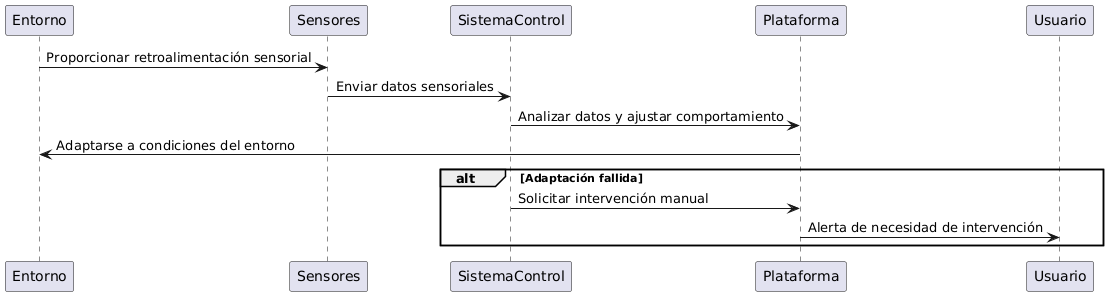 Entorno Sensores SistemaControl Plataforma Usuario
Proporcionar retroalimentación sensorial
Enviar datos sensoriales
Analizar datos y ajustar comportamiento
Adaptarse a condiciones del entorno
alt [Adaptación fallida]
Solicitar intervención manual
Alerta de necesidad de intervención
Entorno Sensores SistemaControl Plataforma Usuario